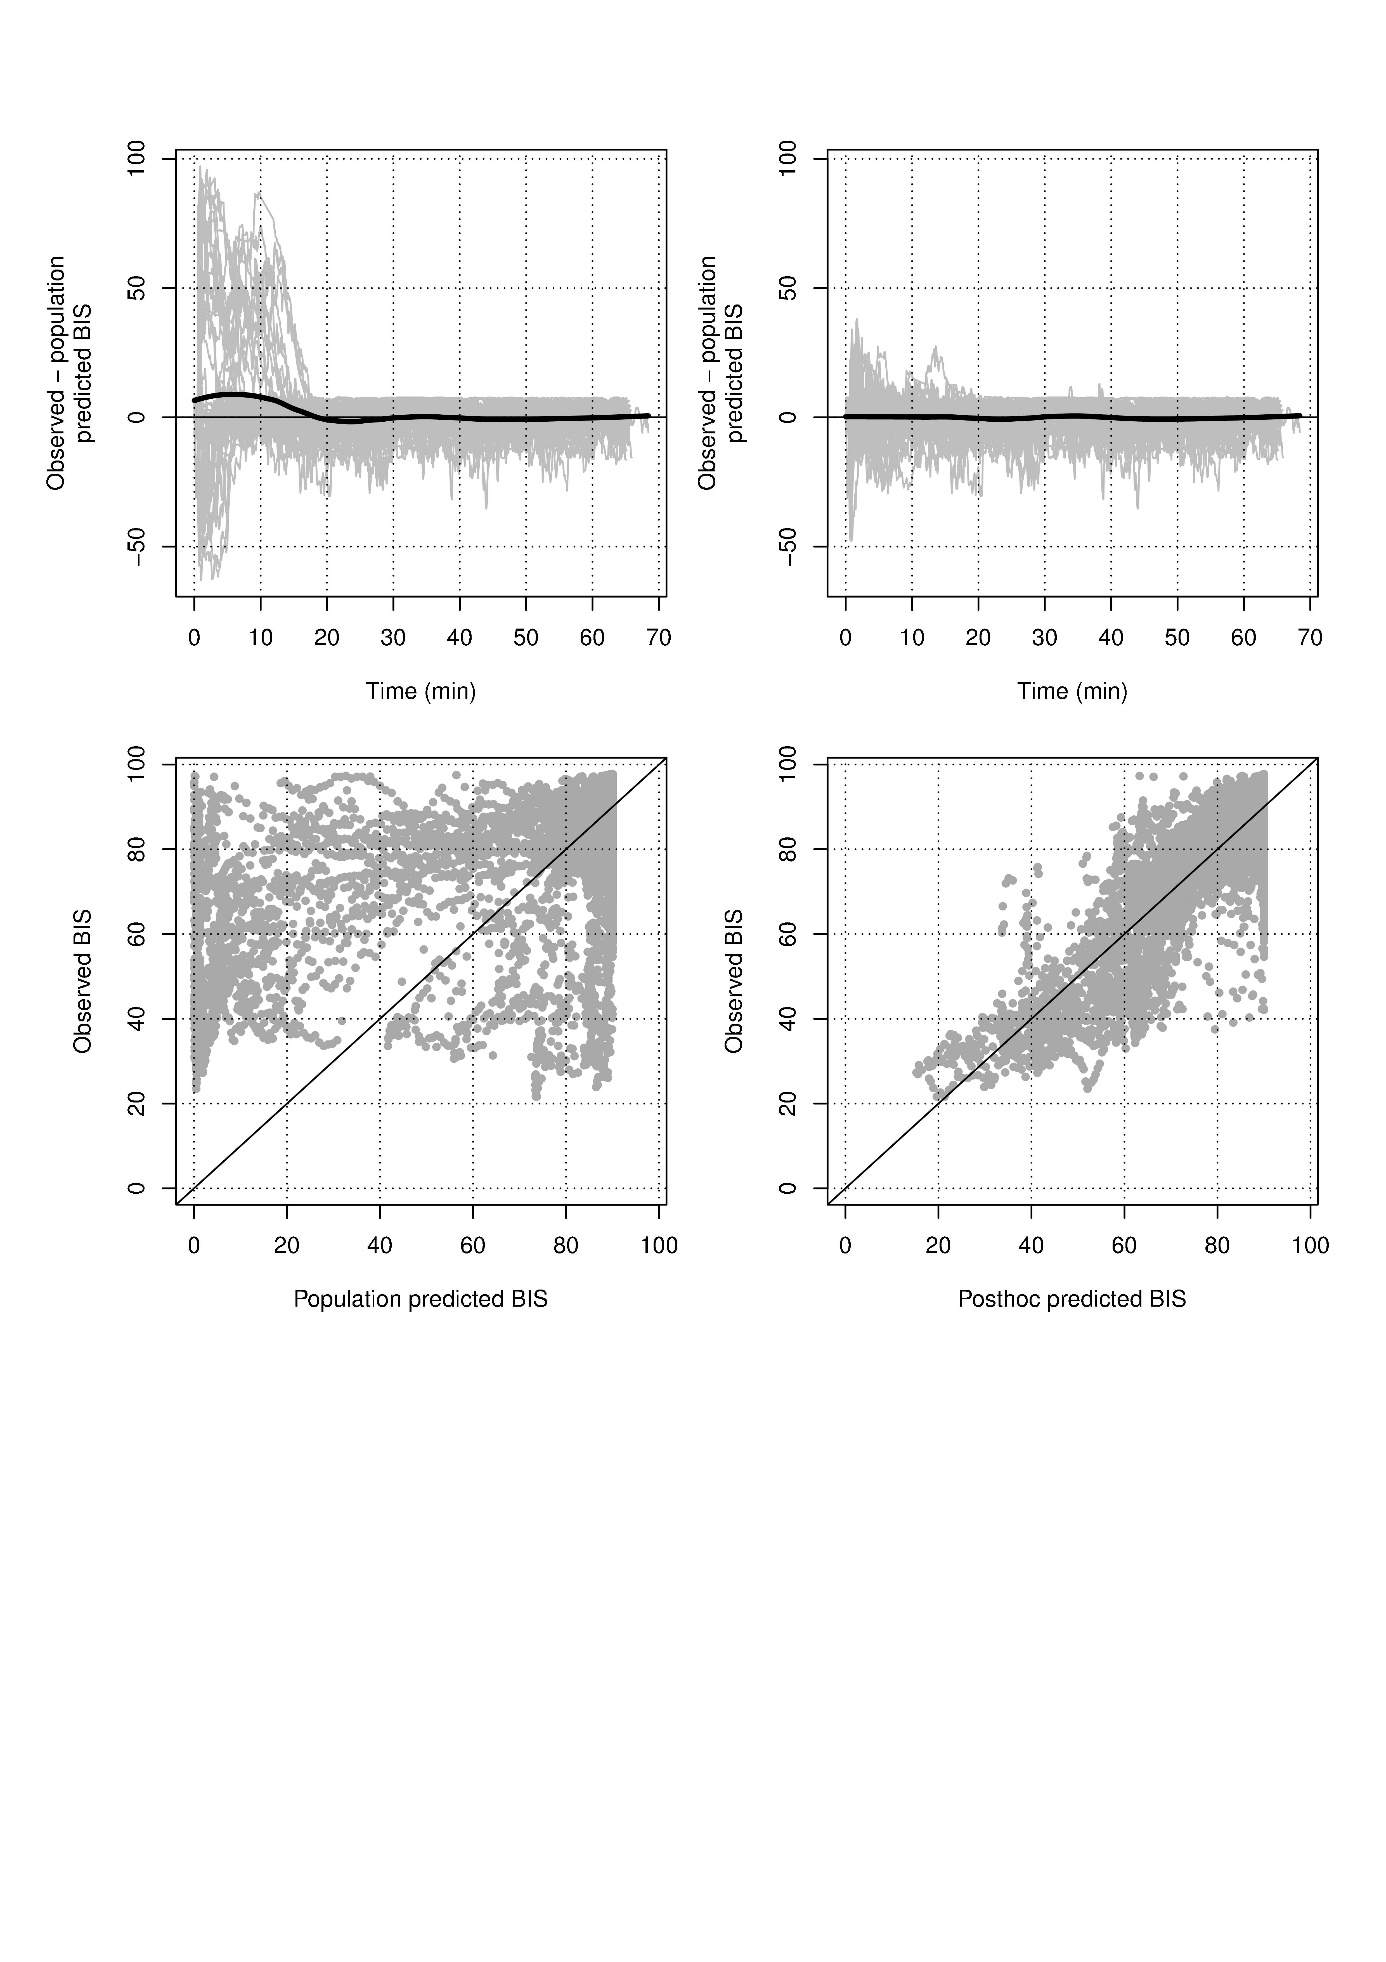 Observed − population
predicted BIS
100
50
0
−50
0 10 20 30 40 50 60 70
Time (min)
Observed − population
predicted BIS
100
50
0
−50
0 10 20 30 40 50 60 70
Time (min)
Observed BIS
100
80
60
40
20
0
0 20 40 60 80 100
Population predicted BIS
Observed BIS
100
80
60
40
20
0
0 20 40 60 80 100
Posthoc predicted BIS